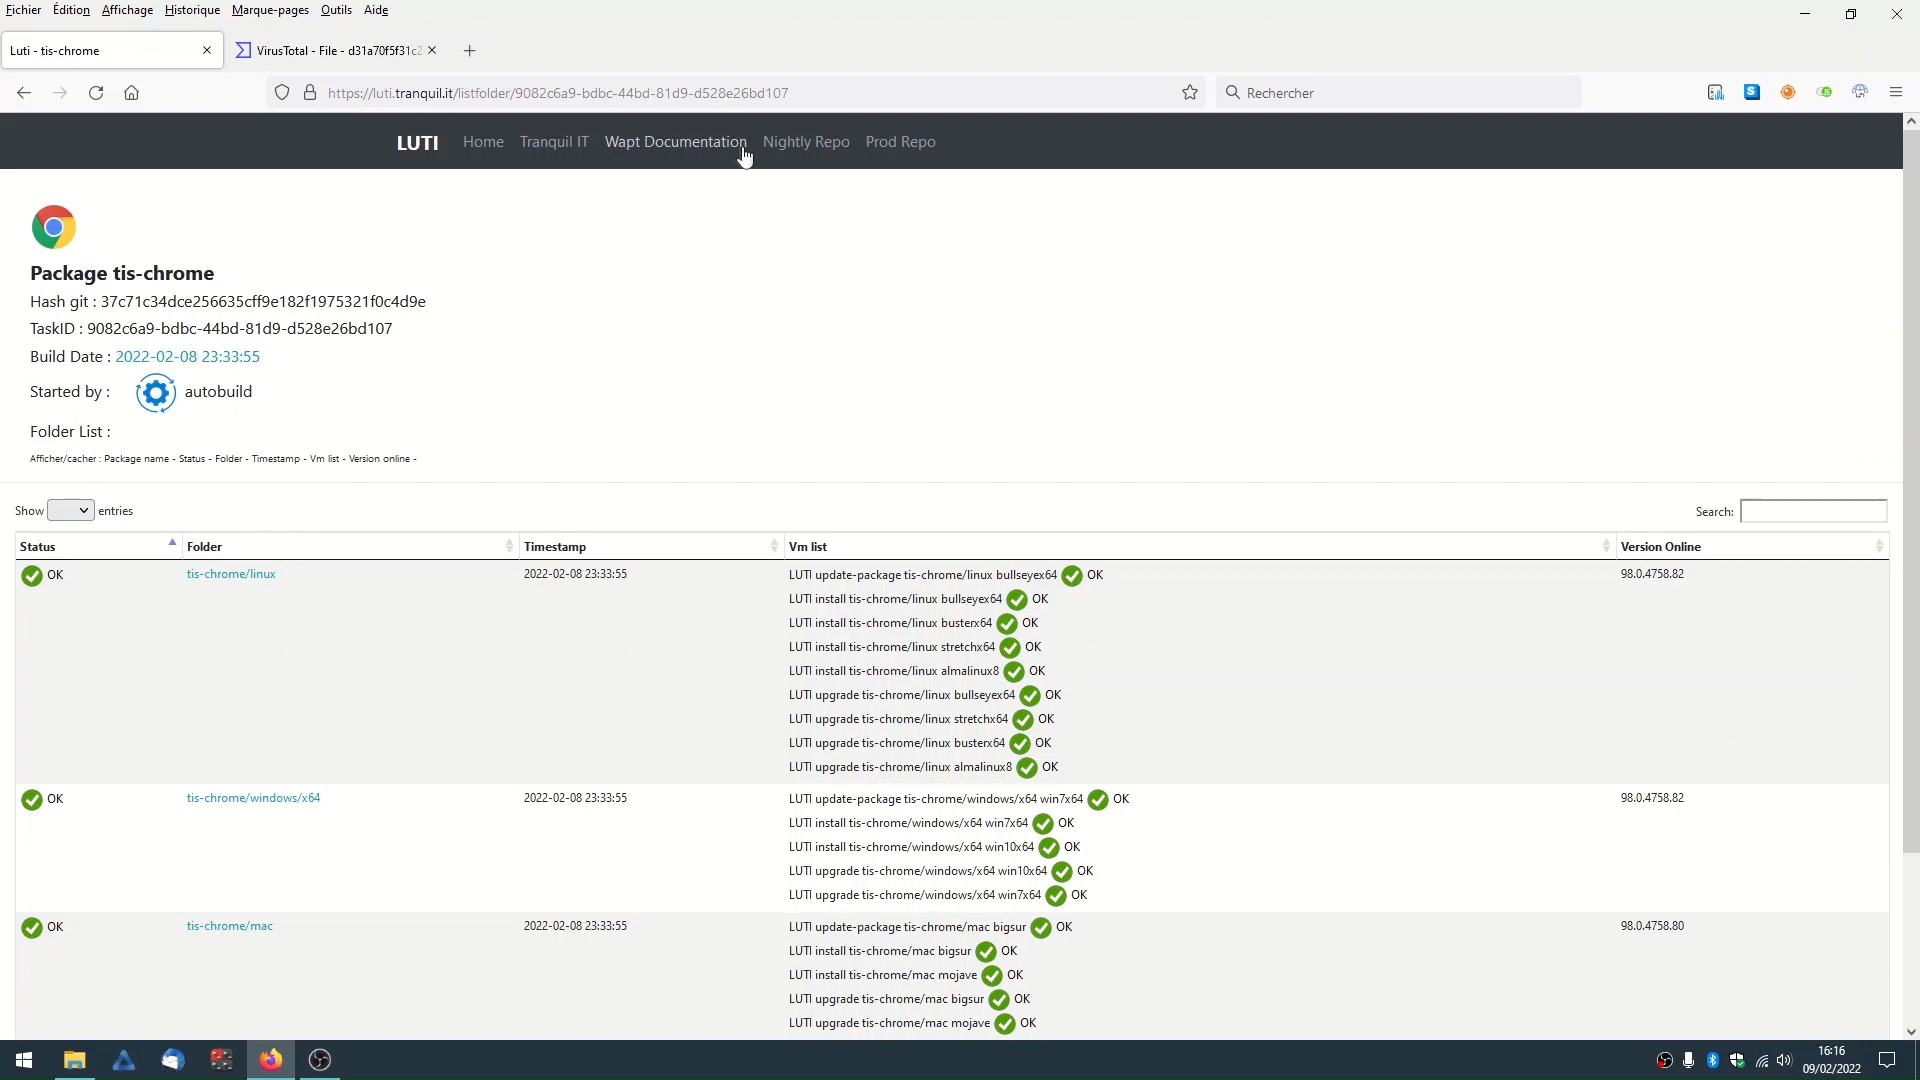 Fichier Édition Affichage Historique Marque-pages Outils Aide
Luti - tis-chrome
VirusTotal - File - d31a70f5f31c2
https://luti.tranquil.it/listfolder/9082c6a9-bdbc-44bd-81d9-d528e26bd107
Rechercher
LUTI Home Tranquil IT Wapt Documentation Nightly Repo Prod Repo
Package tis-chrome
Hash git : 37c71c34dce256635cff9e182f1975321f0c4d9e
TaskID : 9082c6a9-bdbc-44bd-81d9-d528e26bd107
Build Date : 2022-02-08 23:33:55
Started by : autobuild
Folder List :
Afficher/cacher : Package name - Status - Folder - Timestamp - Vm list - Version online -
Show entries
Search:
Status Folder Timestamp Vm list Version Online
OK tis-chrome/linux 2022-02-08 23:33:55 LUTI update-package tis-chrome/linux bullseyex64 OK 98.0.4758.82
LUTI install tis-chrome/linux bullseyex64 OK
LUTI install tis-chrome/linux busterx64 OK
LUTI install tis-chrome/linux stretchx64 OK
LUTI install tis-chrome/linux almalinux8 OK
LUTI upgrade tis-chrome/linux bullseyex64 OK
LUTI upgrade tis-chrome/linux stretchx64 OK
LUTI upgrade tis-chrome/linux busterx64 OK
LUTI upgrade tis-chrome/linux almalinux8 OK
OK tis-chrome/windows/x64 2022-02-08 23:33:55 LUTI update-package tis-chrome/windows/x64 win7x64 OK 98.0.4758.82
LUTI install tis-chrome/windows/x64 win7x64 OK
LUTI install tis-chrome/windows/x64 win10x64 OK
LUTI upgrade tis-chrome/windows/x64 win10x64 OK
LUTI upgrade tis-chrome/windows/x64 win7x64 OK
OK tis-chrome/mac 2022-02-08 23:33:55 LUTI update-package tis-chrome/mac bigsur OK 98.0.4758.80
LUTI install tis-chrome/mac bigsur OK
LUTI install tis-chrome/mac mojave OK
LUTI upgrade tis-chrome/mac bigsur OK
LUTI upgrade tis-chrome/mac mojave OK
16:16
09/02/2022